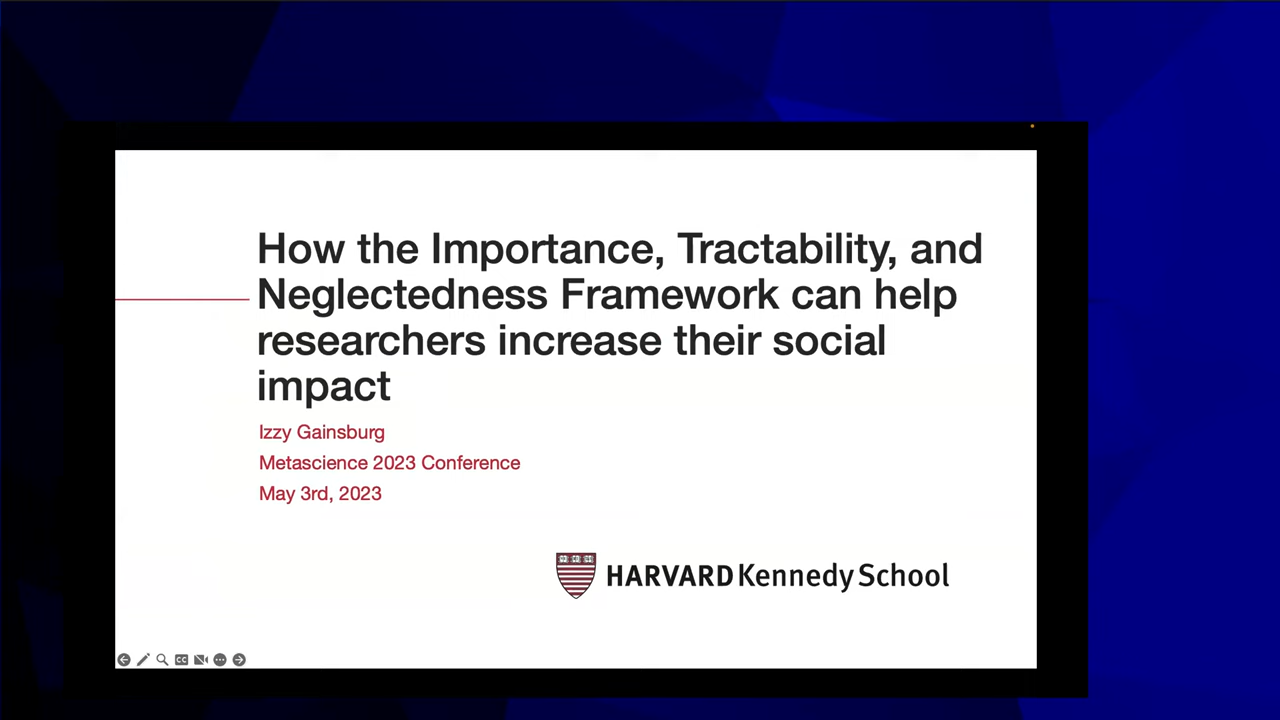 How the Importance, Tractability, and
Neglectedness Framework can help
researchers increase their social
impact
Izzy Gainsburg
Metascience 2023 Conference
May 3rd, 2023
HARVARD Kennedy School
CC